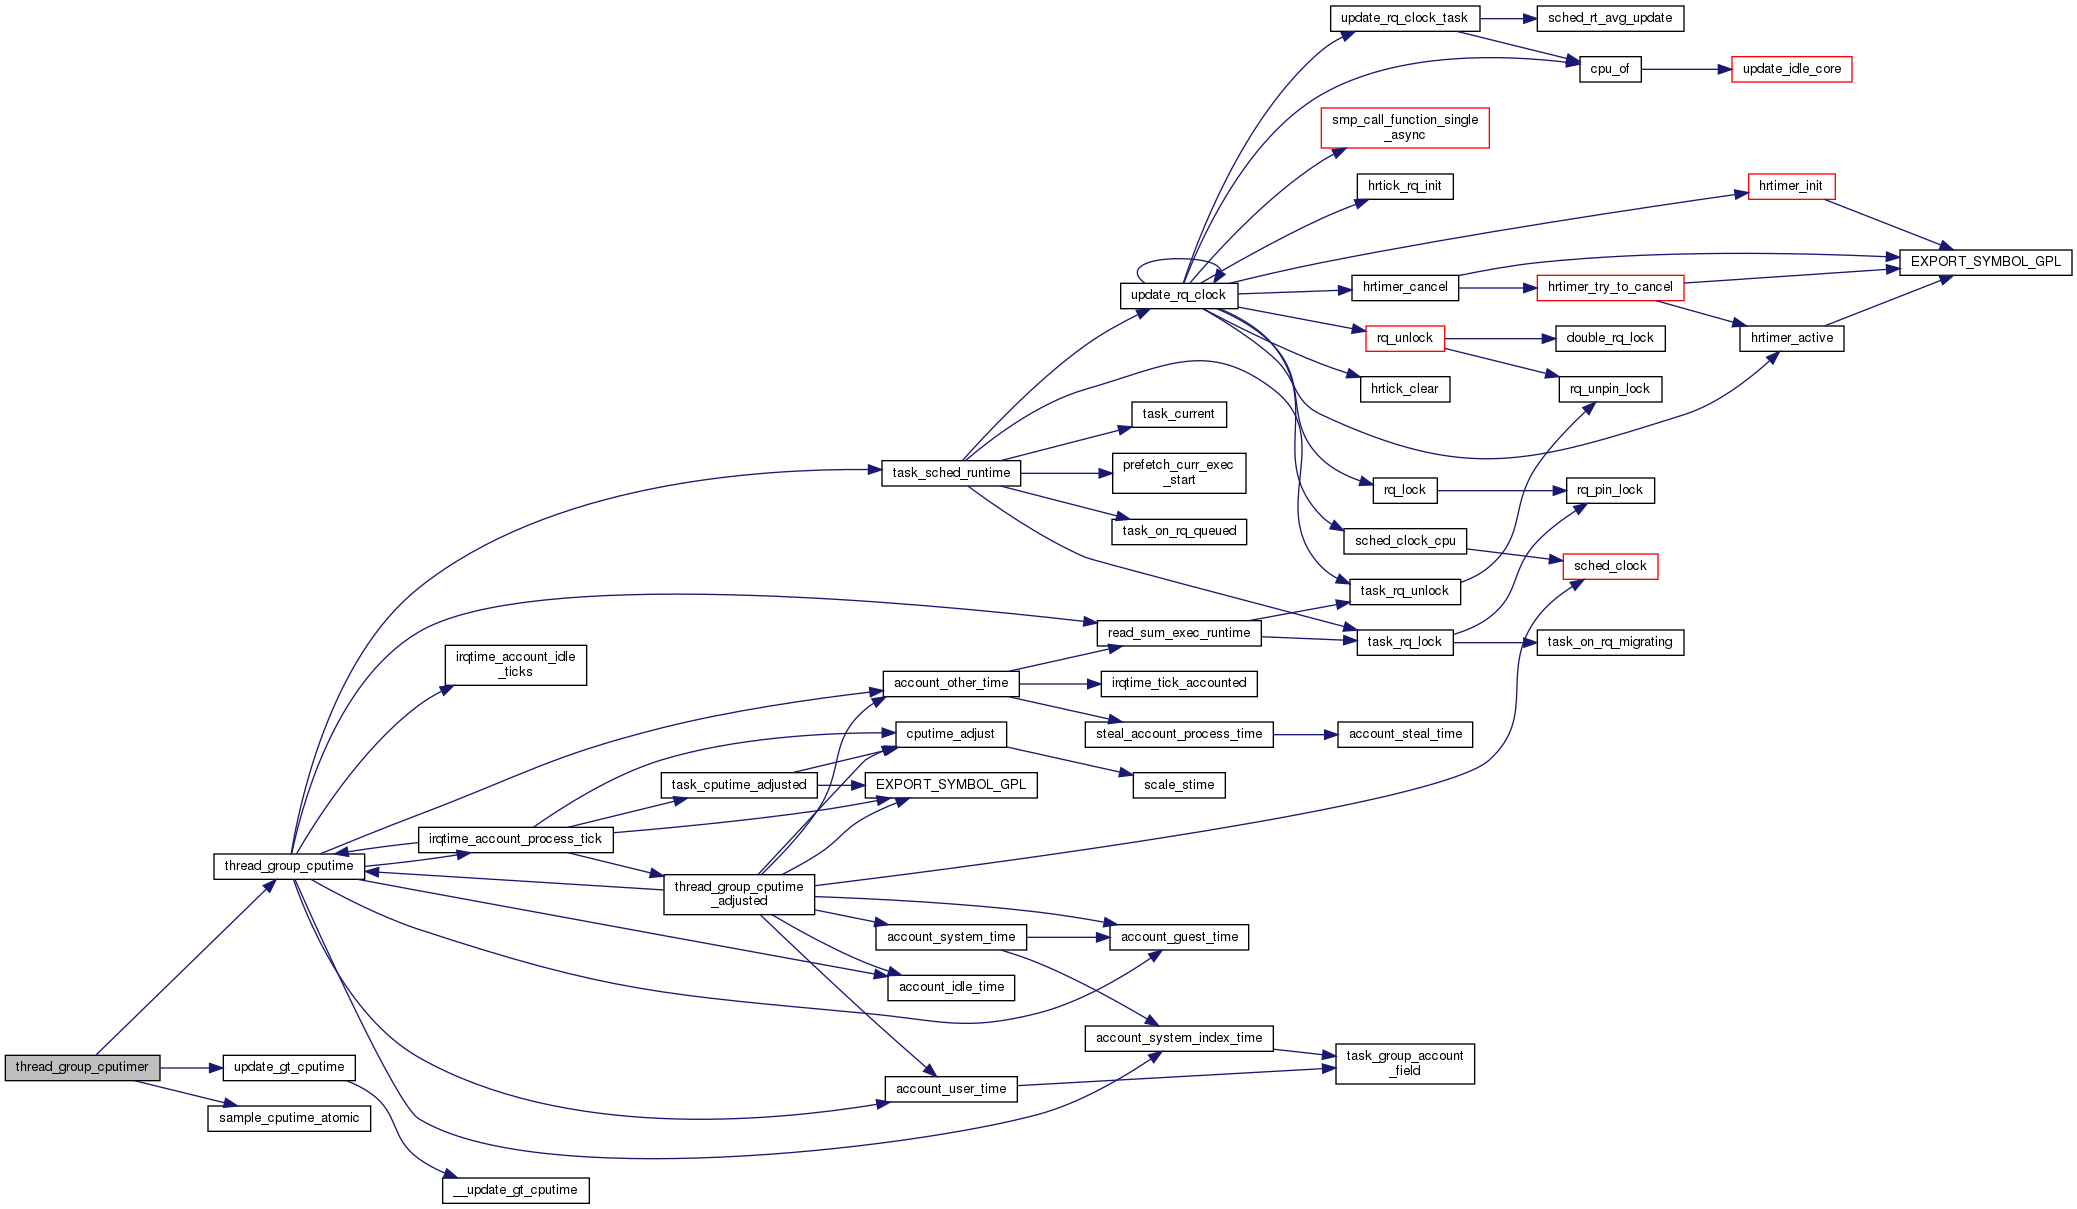 update_rq_clock_task
sched_rt_avg_update
cpu_of
update_idle_core
smp_call_function_single
_async
hrtick_rq_init
hrtimer_init
EXPORT_SYMBOL_GPL
update_rq_clock
hrtimer_cancel
hrtimer_try_to_cancel
rq_unlock
double_rq_lock
hrtimer_active
hrtick_clear
rq_unpin_lock
task_current
task_sched_runtime
prefetch_curr_exec
_start
rq_lock
rq_pin_lock
task_on_rq_queued
sched_clock_cpu
sched_clock
task_rq_unlock
read_sum_exec_runtime
task_rq_lock
task_on_rq_migrating
irqtime_account_idle
_ticks
account_other_time
irqtime_tick_accounted
cputime_adjust
steal_account_process_time
account_steal_time
task_cputime_adjusted
EXPORT_SYMBOL_GPL
scale_stime
irqtime_account_process_tick
thread_group_cputime
thread_group_cputime
_adjusted
account_system_time
account_guest_time
account_idle_time
account_system_index_time
thread_group_cputimer
update_gt_cputime
task_group_account
_field
account_user_time
sample_cputime_atomic
__update_gt_cputime